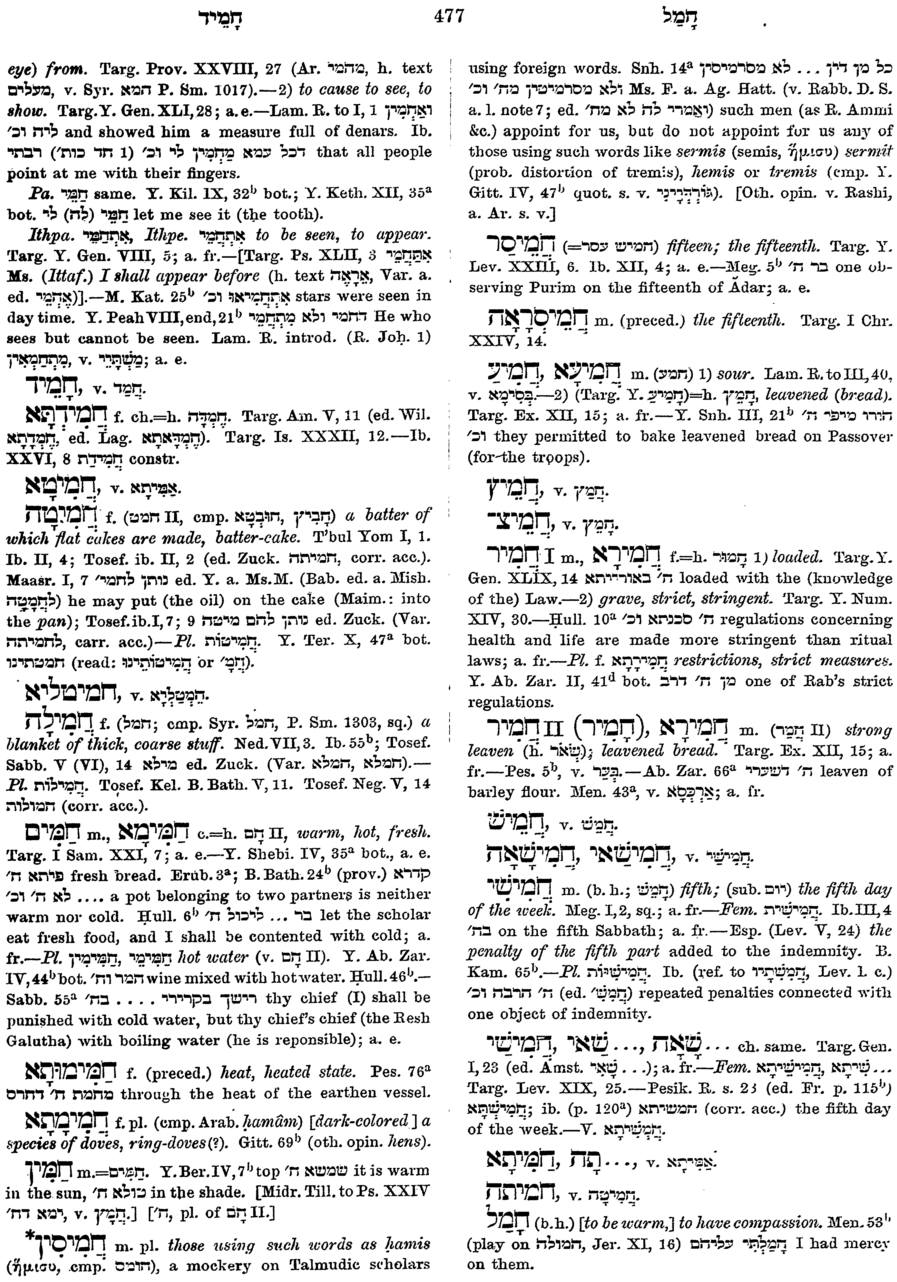 חָמֵיד 477 חָמַל
eye) from. Targ. Prov. XXVIII, 27 (Ar. מחמי, h. text
מעלים, v. Syr. חמא P. Sm. 1017).—2) to cause to see, to
show. Targ.Y. Gen.XLI,28; a.e.—Lam. R. to I, 1 ואַחְמִין
לֹיה וכ׳ and showed him a measure full of denars. Ib.
רבתי (חד כות׳ 1) דכל עמא מַחְמִין לי וכ׳ that all people
point at me with their fingers.
Pa. חַמֵּי same. Y. Kil. IX, 32ᵇ bot.; Y. Keth. XII, 35ᵃ
bot. חַמֵּי (לה) לי let me see it (the tooth).
Ithpa. אִתְחַמֵּי, Ithpe. אִתְחֲמֵי to be seen, to appear.
Targ. Y. Gen. VIII, 5; a. fr.—[Targ. Ps. XLII, 3 אִתַּחְמֵי
Ms. (Ittaf.) I shall appear before (h. text אֵרָאֶה, Var. a.
ed. אֶחֱמֵי)].—M. Kat. 25ᵇ אִתְחֲמִיאוּ וכ׳ stars were seen in
day time. Y. Peah VIII, end, 21ᵇ דחמי ולא מִתְחֲמֵי He who
sees but cannot be seen. Lam. R. introd. (R. Joḥ. 1)
מִתְחַמְּאִין, v. מִשְׁתָּיֵי; a. e.
חָמֵיד, v. חָמַד.
חֲמִידְתָּא f. ch.=h. חֶמְדָּה. Targ. Am. V, 11 (ed. Wil.
חֶמְדָתָא, ed. Lag. חֶמְדָאתָא). Targ. Is. XXXII, 12.—Ib.
XXVI, 8 חֲמִידַת constr.
חֲמִיטָא, v. אֲמִיתָא.
חֲמִיטָה f. (חמט II, cmp. חוּבְטָא, חָבִיץ) a batter of
which flat cakes are made, batter-cake. T'bul Yom I, 1.
Ib. II, 4; Tosef. ib. II, 2 (ed. Zuck. חמיתה, corr. acc.).
Maasr. I, 7 נותן לחמי׳ ed. Y. a. Ms.M. (Bab. ed. a. Mish.
לַחֲמִטָּה) he may put (the oil) on the cake (Maim.: into
the pan); Tosef.ib.I,7; 9 נותן להם מיטה ed. Zuck. (Var.
לחמיתה, carr. acc.)—Pl. חֲמִיטוֹת. Y. Ter. X, 47ᵃ bot.
חמטתינו (read: חֲמִיטוֹתֵינוּ or חֲמָ׳).
חמיטליא, v. חֲמַטַלְיָא.
חֲמִילָה f. (חמל; cmp. Syr. חמל, P. Sm. 1303, sq.) a
blanket of thick, coarse stuff. Ned. VII, 3. Ib. 55ᵇ; Tosef.
Sabb. V (VI), 14 מילא ed. Zuck. (Var. חמלא, חמבלא).—
Pl. חֲמִילוֹת. Tosef. Kel. B. Bath. V, 11. Tosef. Neg. V, 14
חמולות (corr. acc.).
חֲמִים m., חֲמִימָא c.=h. חַם II, warm, hot, fresh.
Targ. I Sam. XXI, 7; a. e.—Y. Shebi. IV, 35ᵃ bot., a. e.
פיתא ח׳ fresh bread. Erub. 3ᵃ; B. Bath. 24ᵇ (prov.) קדרא
.... לא ח׳ וכ׳ a pot belonging to two partners is neither
warm nor cold. Ḥull. 6ᵇ בר ... ליכול ח׳ let the scholar
eat fresh food, and I shall be contented with cold; a.
fr.—Pl. חֲמִימֵי, חֲמִימִין hot water (v. חַם II). Y. Ab. Zar.
IV, 44ᵇ bot. חמר וח׳ wine mixed with hot water. Ḥull. 46ᵇ.—
Sabb. 55ᵃ רישך בקרירי .... בח׳ thy chief (I) shall be
punished with cold water, but thy chief's chief (the Resh
Galutha) with boiling water (he is reponsible); a. e.
חֲמִימוּתָא f. (preced.) heat, heated state. Pes. 76ᵃ
מחמת ח׳ דחרס through the heat of the earthen vessel.
חֲמִימָתָא f. pl. (cmp. Arab. ḥamâm) [dark-colored] a
species of doves, ring-doves(?). Gitt. 69ᵇ (oth. opin. hens).
חֲמִין m.=חֲמִים. Y. Ber. IV, 7ᵇ top ח׳ שמשא it is warm
in the sun, ח׳ טולא in the shade. [Midr. Till. to Ps. XXIV
ימא דח׳, v. חָמֵץ.] [ח׳, pl. of חַם II.]
*חֲמִיסִין m. pl. those using such words as ḥamis
(ἥμισυ, cmp. חומס), a mockery on Talmudic scholars
using foreign words. Snh. 14ᵃ כל מן דין ... לא מסרמיסין
ולא מסרמיטין מח׳ וכ׳ Ms. F. a. Ag. Hatt. (v. Rabb. D. S.
a. l. note 7; ed. ואמרי לה לא מח׳) such men (as R. Ammi
&c.) appoint for us, but do not appoint for us any of
those using such words like sermis (semis, ἥμισυ) sermit
(prob. distortion of tremis), hemis or tremis (cmp. Y.
Gitt. IV, 47ᵇ quot. s. v. גּוֹרְדְיָינֵי). [Oth. opin. v. Rashi,
a. Ar. s. v.]
חֲמִיסַר (=חמיש עסר) fifteen; the fifteenth. Targ. Y.
Lev. XXIII, 6. Ib. XII, 4; a. e.—Meg. 5ᵇ בר ח׳ one ob-
serving Purim on the fifteenth of Adar; a. e.
חֲמִיסְרָאָה m. (preced.) the fifteenth. Targ. I Chr.
XXIV, 14.
חֲמִיעָא, חֲמִיעַ m. (חמע) 1) sour. Lam. R. to III, 40,
v. בְּסִימָא.—2) (Targ. Y. חָמִיעַ)=h. חָמֵץ, leavened (bread).
Targ. Ex. XII, 15; a. fr.—Y. Snh. III, 21ᵇ הורו מיפי ח׳
וכ׳ they permitted to bake leavened bread on Passover
(for the troops).
חֲמִיץ, v. חָמֵץ.
חֲמִיצ־, v. חָמֵץ.
חֲמִיר I m., חֲמִירָא f.=h. חָמוּר 1) loaded. Targ. Y.
Gen. XLIX, 14 ח׳ באורייתא loaded with the (knowledge
of the) Law.—2) grave, strict, stringent. Targ. Y. Num.
XIV, 30.—Ḥull. 10ᵃ ח׳ סכנתא וכ׳ regulations concerning
health and life are made more stringent than ritual
laws; a. fr.—Pl. f. חֲמִירָתָא restrictions, strict measures.
Y. Ab. Zar. II, 41ᵈ bot. מן ח׳ דרב one of Rab's strict
regulations.
חֲמִיר II (חָמִיר), חֲמִירָא m. (חָמַר II) strong
leaven (h. שְׂאֹר); leavened bread. Targ. Ex. XII, 15; a.
fr.—Pes. 5ᵇ, v. בְּעַר.—Ab. Zar. 66ᵃ ח׳ דשערי leaven of
barley flour. Men. 43ᵃ, v. אַרְכְּסָא; a. fr.
חֲמֵישׁ, v. חֲמֵשׁ.
חֲמִישָׁאָה, חֲמִישָׁאֵי, v. חֲמִישָׁי.
חֲמִישִׁי m. (b. h.; חָמֵשׁ) fifth; (sub. יום) the fifth day
of the week. Meg. I, 2, sq.; a. fr.—Fem. חֲמִישִׁית. Ib. III, 4
בח׳ on the fifth Sabbath; a. fr.—Esp. (Lev. V, 24) the
penalty of the fifth part added to the indemnity. B.
Kam. 65ᵇ.—Pl. חֲמִישִׁיּוֹת. Ib. (ref. to חֲמִשִׁתָיו, Lev. l. c.)
ח׳ הרבה וכ׳ (ed. חֲמִשׁ׳) repeated penalties connected with
one object of indemnity.
חֲמִישָׁי, ...שָׁאֵי, ...שָׁאָה ch. same. Targ. Gen.
I, 23 (ed. Amst. ...שָׁאֵ); a. fr.—Fem. חֲמִישֵׁיתָא, ...שַׁיְתָא
Targ. Lev. XIX, 25.—Pesik. R. s. 23 (ed. Fr. p. 115ᵇ)
חֲמִישְׁתָּא; ib. (p. 120ᵃ) חמשיתא (corr. acc.) the fifth day
of the week.—V. חֲמֵשְׁתָּא.
חֲמִיתָא, ...תָה, v. אֲמִיתָא.
חמיתה, v. חֲמִיטָה.
חָמַל (b. h.) [to be warm,] to have compassion. Men. 53ᵇ
(play on המולה, Jer. XI, 16) חָמַלְתִּי עליהם I had mercy
on them.